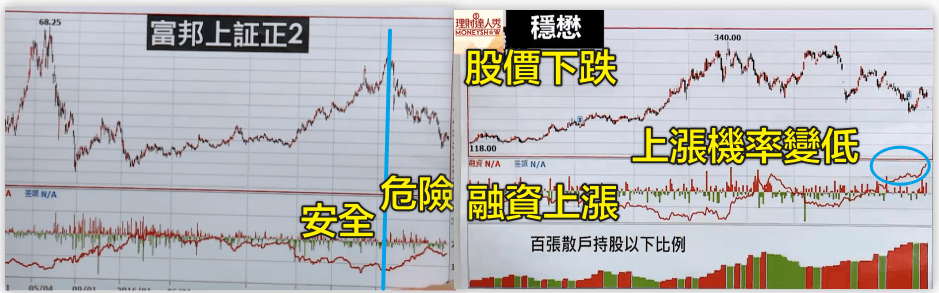 68.25
富邦上証正2
差額 N/A
安全
危險
05/04
09/01
2016/01
理財達人秀
MONEYSHOW
穩懋
股價下跌
340.00
118.00
融資 N/A
差額 N/A
上漲機率變低
融資上漲
百張散戶持股以下比例